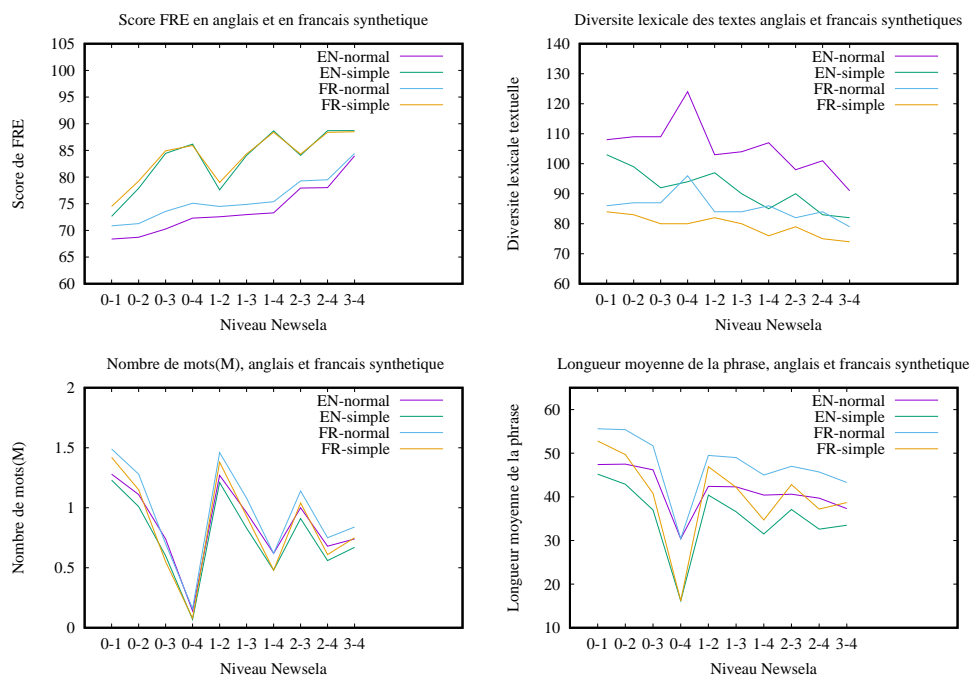 Score FRE en anglais et en francais synthetique
105
100
95
90
85
80
75
70
65
60
Score de FRE
EN-normal
EN-simple
FR-normal
FR-simple
0-1 0-2 0-3 0-4 1-2 1-3 1-4 2-3 2-4 3-4
Niveau Newsela
Diversite lexicale des textes anglais et francais synthetiques
140
130
120
110
100
90
80
70
60
Diversite lexicale textuelle
EN-normal
EN-simple
FR-normal
FR-simple
0-1 0-2 0-3 0-4 1-2 1-3 1-4 2-3 2-4 3-4
Niveau Newsela
Nombre de mots(M), anglais et francais synthetique
2
1.5
1
0.5
0
Nombre de mots(M)
EN-normal
EN-simple
FR-normal
FR-simple
0-1 0-2 0-3 0-4 1-2 1-3 1-4 2-3 2-4 3-4
Niveau Newsela
Longueur moyenne de la phrase, anglais et francais synthetique
60
50
40
30
20
10
Longueur moyenne de la phrase
EN-normal
EN-simple
FR-normal
FR-simple
0-1 0-2 0-3 0-4 1-2 1-3 1-4 2-3 2-4 3-4
Niveau Newsela